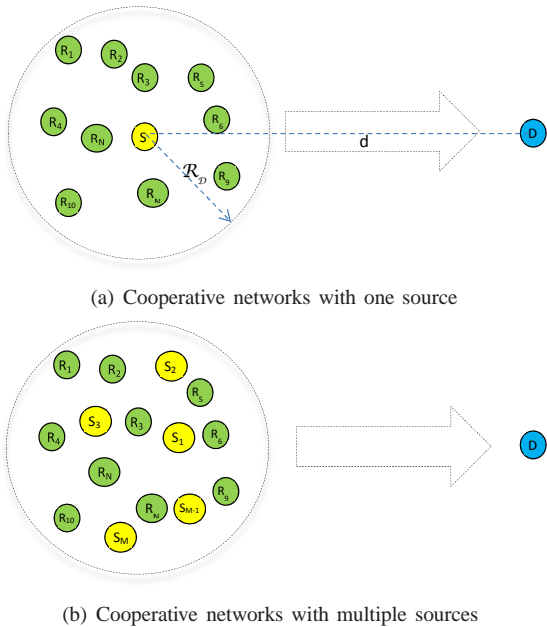 R1
R2
R3
R5
R4
RN
S
R6
d
D
R𝒟
R9
RN
R10
(a) Cooperative networks with one source
R1
R2
S2
R5
S3
R3
S1
R6
R4
D
RN
R9
RN
SM-1
R10
SM
(b) Cooperative networks with multiple sources